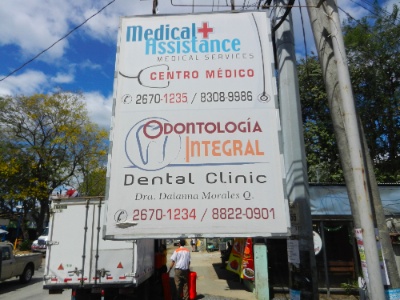 Medical
Assistance
MEDICAL SERVICES
CENTRO MÉDICO
2670-1235 / 8308-9986
ODONTOLOGÍA
INTEGRAL
Dental Clinic
Dra. Daianna Morales Q.
2670-1234 / 8822-0901